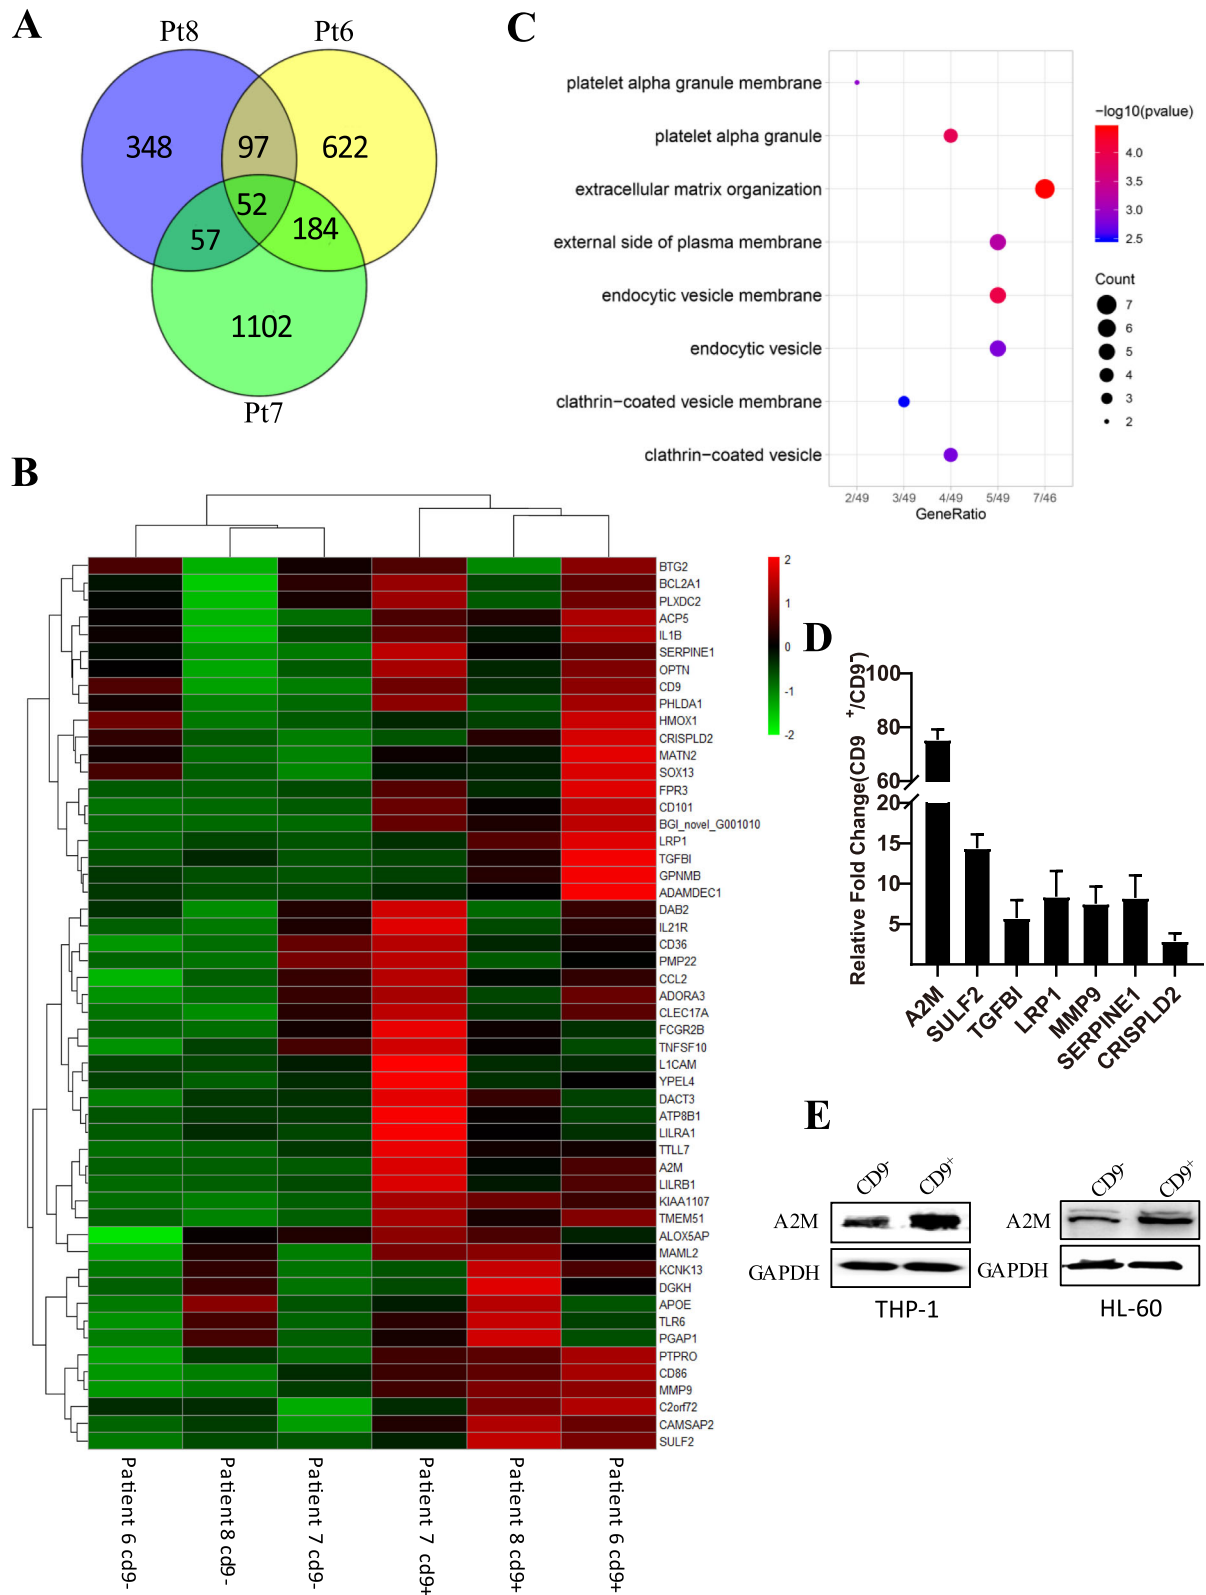 A
Pt8
Pt6
348
97
622
52
57
184
1102
Pt7
C
platelet alpha granule membrane
platelet alpha granule
extracellular matrix organization
external side of plasma membrane
endocytic vesicle membrane
endocytic vesicle
clathrin−coated vesicle membrane
clathrin−coated vesicle
2/49
3/49
4/49
5/49
7/46
GeneRatio
−log10(pvalue)
4.0
3.5
3.0
2.5
Count
7
6
5
4
3
2
B
BTG2
BCL2A1
PLXDC2
ACP5
IL1B
SERPINE1
OPTN
CD9
PHLDA1
HMOX1
CRISPLD2
MATN2
SOX13
FPR3
CD101
BGI_novel_G001010
LRP1
TGFBI
GPNMB
ADAMDEC1
DAB2
IL21R
CD36
PMP22
CCL2
ADORA3
CLEC17A
FCGR2B
TNFSF10
L1CAM
YPEL4
DACT3
ATP8B1
LILRA1
TTLL7
A2M
LILRB1
KIAA1107
TMEM51
ALOX5AP
MAML2
KCNK13
DGKH
APOE
TLR6
PGAP1
PTPRO
CD86
MMP9
C2orf72
CAMSAP2
SULF2
Patient 6 cd9-
Patient8 cd9-
Patient 7 cd9-
Patient 7 cd9+
Patient 8 cd9+
Patient 6 cd9+
2
1
0
-1
-2
D
Relative Fold Change(CD9⁺/CD9⁻)
100
80
60
20
15
10
5
A2M
SULF2
TGFBI
LRP1
MMP9
SERPINE1
CRISPLD2
E
CD9⁻
CD9⁺
A2M
GAPDH
THP-1
CD9⁻
CD9⁺
A2M
GAPDH
HL-60